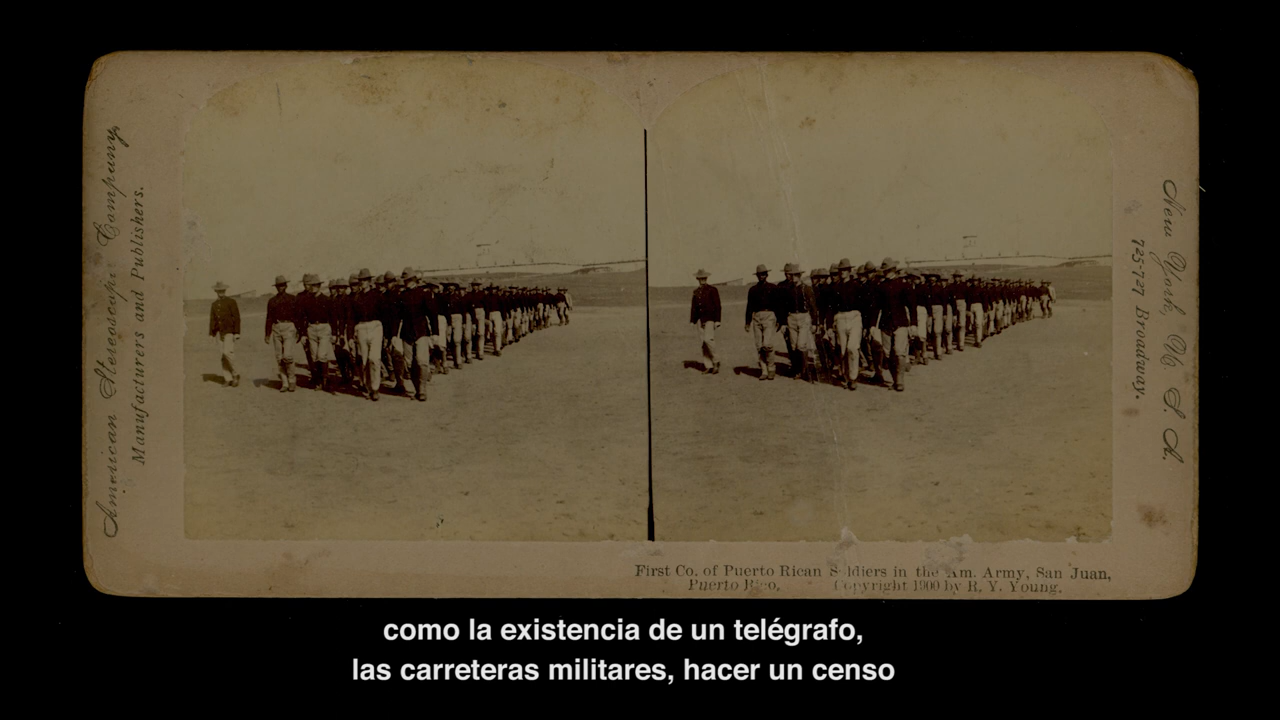 American Stereoscopic Company,
Manufacturers and Publishers.
New York, U. S. A.
725-727 Broadway.
First Co. of Puerto Rican Soldiers in the Am. Army, San Juan,
Puerto Rico, Copyright 1900 by R. Y. Young.
como la existencia de un telégrafo,
las carreteras militares, hacer un censo